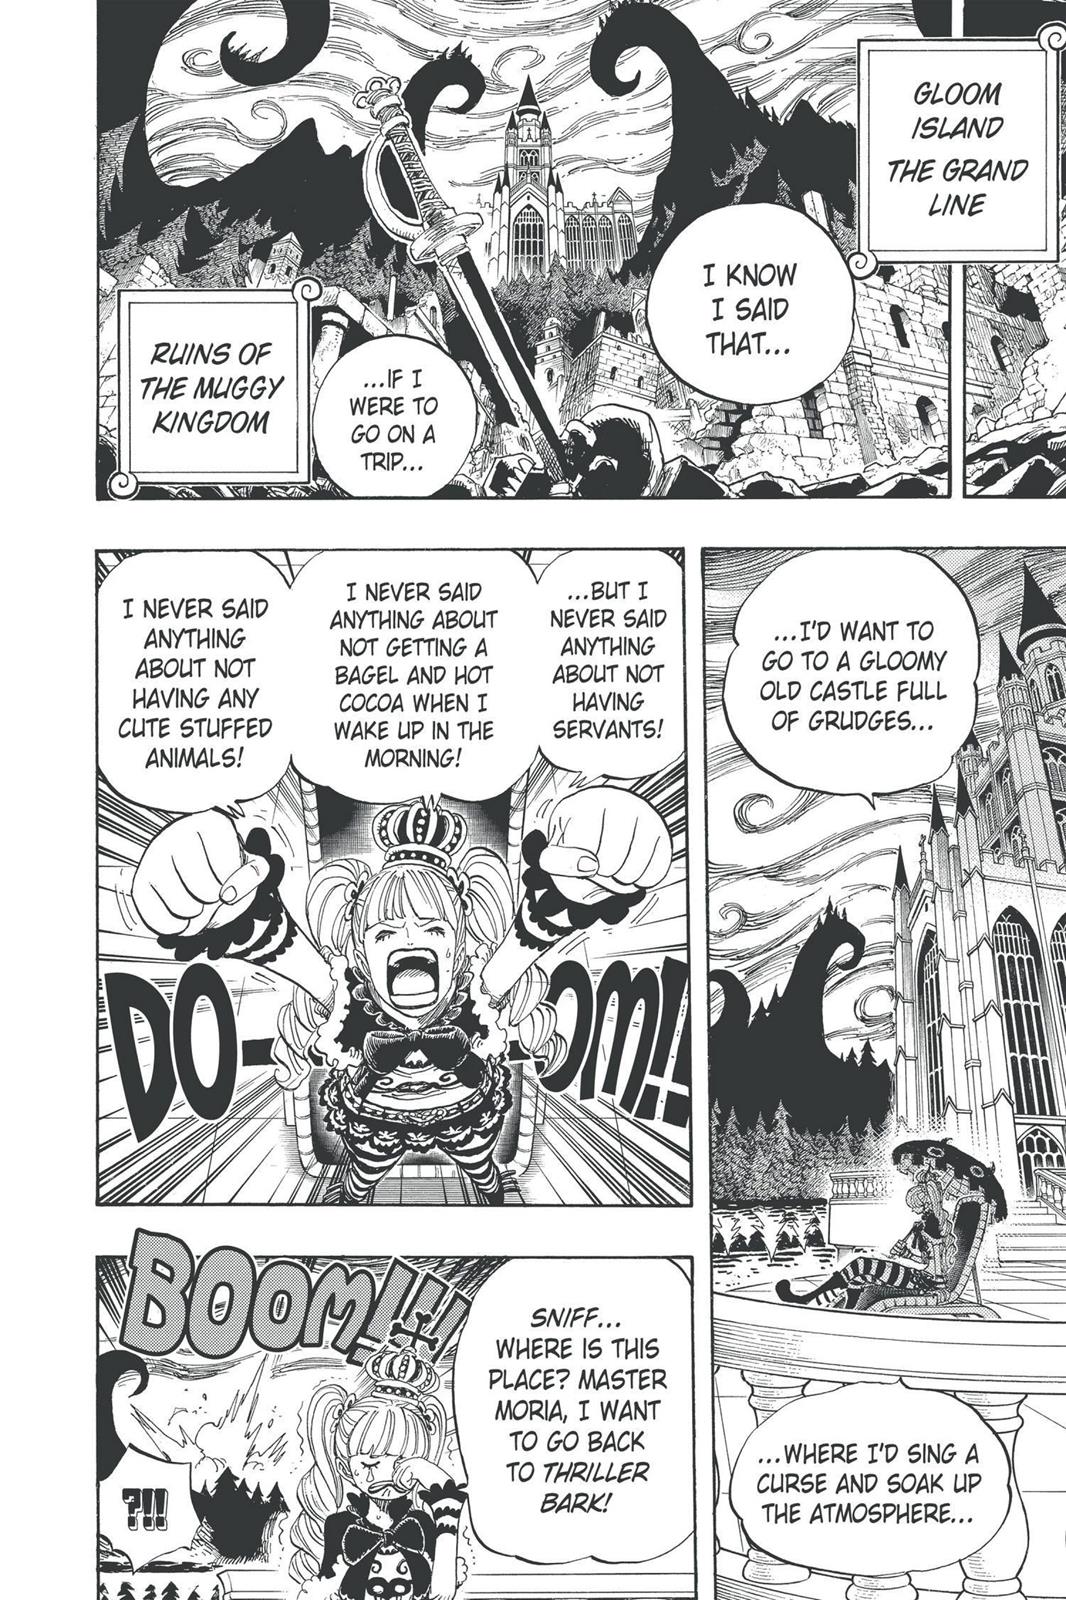 GLOOM
ISLAND
THE GRAND
LINE
I KNOW
I SAID
THAT...
...IF I
WERE TO
GO ON A
TRIP...
RUINS OF
THE MUGGY
KINGDOM
...I'D WANT TO
GO TO A GLOOMY
OLD CASTLE FULL
OF GRUDGES...
...WHERE I'D SING A
CURSE AND SOAK UP
THE ATMOSPHERE...
...BUT I
NEVER SAID
ANYTHING
ABOUT NOT
HAVING
SERVANTS!
I NEVER SAID
ANYTHING ABOUT
NOT GETTING A
BAGEL AND HOT
COCOA WHEN I
WAKE UP IN THE
MORNING!
I NEVER SAID
ANYTHING
ABOUT NOT
HAVING ANY
CUTE STUFFED
ANIMALS!
DO-OM!!
SNIFF...
WHERE IS THIS
PLACE? MASTER
MORIA, I WANT
TO GO BACK
TO THRILLER
BARK!
BOOM!!!
?!!